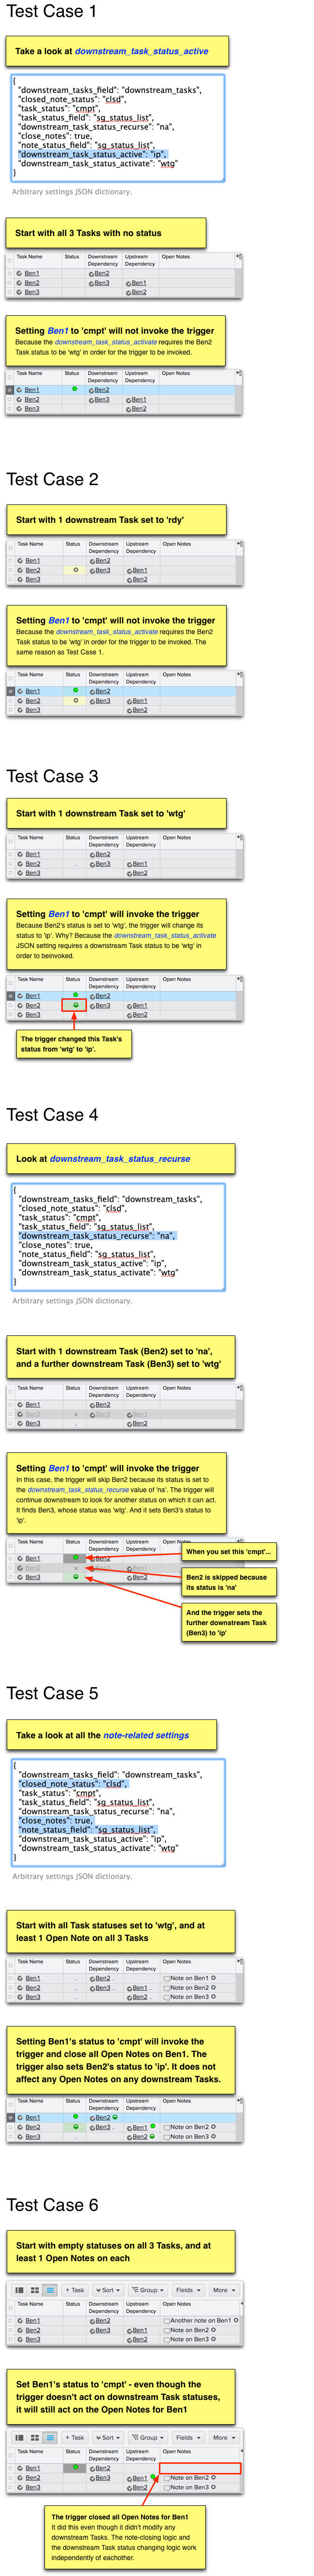 Test Case 1
Take a look at downstream_task_status_active
{
"downstream_tasks_field": "downstream_tasks",
"closed_note_status": "clsd",
"task_status": "cmpt",
"task_status_field": "sg_status_list",
"downstream_task_status_recurse": "na",
"close_notes": true,
"note_status_field": "sg_status_list",
"downstream_task_status_active": "ip",
"downstream_task_status_activate": "wtg"
}
Arbitrary settings JSON dictionary.
Start with all 3 Tasks with no status
Task Name Status Downstream Dependency Upstream Dependency Open Notes
Ben1 Ben2
Ben2 Ben3 Ben1
Ben3 Ben2
Setting Ben1 to 'cmpt' will not invoke the trigger
Because the downstream_task_status_activate requires the Ben2
Task status to be 'wtg' in order for the trigger to be invoked.
Task Name Status Downstream Dependency Upstream Dependency Open Notes
Ben1 Ben2
Ben2 Ben3 Ben1
Ben3 Ben2
Test Case 2
Start with 1 downstream Task set to 'rdy'
Task Name Status Downstream Dependency Upstream Dependency Open Notes
Ben1 Ben2
Ben2 Ben3 Ben1
Ben3 Ben2
Setting Ben1 to 'cmpt' will not invoke the trigger
Because the downstream_task_status_activate requires the Ben2
Task status to be 'wtg' in order for the trigger to be invoked. The
same reason as Test Case 1.
Task Name Status Downstream Dependency Upstream Dependency Open Notes
Ben1 Ben2
Ben2 Ben3 Ben1
Ben3 Ben2
Test Case 3
Start with 1 downstream Task set to 'wtg'
Task Name Status Downstream Dependency Upstream Dependency Open Notes
Ben1 Ben2
Ben2 Ben3 Ben1
Ben3 Ben2
Setting Ben1 to 'cmpt' will invoke the trigger
Because Ben2's status is set to 'wtg', the trigger will change its
status to 'ip'. Why? Because the downstream_task_status_activate
JSON setting requires a downstream Task status to be 'wtg' in
order to beinvoked.
Task Name Status Downstream Dependency Upstream Dependency Open Notes
Ben1 Ben2
Ben2 Ben3 Ben1
Ben3 Ben2
The trigger changed this Task's
status from 'wtg' to 'ip'.
Test Case 4
Look at downstream_task_status_recurse
{
"downstream_tasks_field": "downstream_tasks",
"closed_note_status": "clsd",
"task_status": "cmpt",
"task_status_field": "sg_status_list",
"downstream_task_status_recurse": "na",
"close_notes": true,
"note_status_field": "sg_status_list",
"downstream_task_status_active": "ip",
"downstream_task_status_activate": "wtg"
}
Arbitrary settings JSON dictionary.
Start with 1 downstream Task (Ben2) set to 'na',
and a further downstream Task (Ben3) set to 'wtg'
Task Name Status Downstream Dependency Upstream Dependency Open Notes
Ben1 Ben2
Ben2 Ben3 Ben1
Ben3 Ben2
Setting Ben1 to 'cmpt' will invoke the trigger
In this case, the trigger will skip Ben2 because its status is set to
the downstream_task_status_recurse value of 'na'. The trigger will
continue downstream to look for another status on which it can act.
It finds Ben3, whose status was 'wtg'. And it sets Ben3's status to
'ip'.
Task Name Status Downstream Dependency Upstream Dependency Open Notes
Ben1 Ben2
Ben2 Ben3 Ben1
Ben3 Ben2
When you set this 'cmpt'...
Ben2 is skipped because
its status is 'na'
And the trigger sets the
further downstream Task
(Ben3) to 'ip'
Test Case 5
Take a look at all the note-related settings
{
"downstream_tasks_field": "downstream_tasks",
"closed_note_status": "clsd",
"task_status": "cmpt",
"task_status_field": "sg_status_list",
"downstream_task_status_recurse": "na",
"close_notes": true,
"note_status_field": "sg_status_list",
"downstream_task_status_active": "ip",
"downstream_task_status_activate": "wtg"
}
Arbitrary settings JSON dictionary.
Start with all Task statuses set to 'wtg', and at
least 1 Open Note on all 3 Tasks
Task Name Status Downstream Dependency Upstream Dependency Open Notes
Ben1 Ben2 Note on Ben1
Ben2 Ben3 Ben1 Note on Ben2
Ben3 Ben2 Note on Ben3
Setting Ben1's status to 'cmpt' will invoke the
trigger and close all Open Notes on Ben1. The
trigger also sets Ben2's status to 'ip'. It does not
affect any Open Notes on any downstream Tasks.
Task Name Status Downstream Dependency Upstream Dependency Open Notes
Ben1 Ben2
Ben2 Ben3 Ben1 Note on Ben2
Ben3 Ben2 Note on Ben3
Test Case 6
Start with empty statuses on all 3 Tasks, and at
least 1 Open Notes on each
+ Task Sort Group Fields More
Task Name Status Downstream Dependency Upstream Dependency Open Notes
Ben1 Ben2 Another note on Ben1
Ben2 Ben3 Ben1 Note on Ben2
Ben3 Ben2 Note on Ben3
Set Ben1's status to 'cmpt' - even though the
trigger doesn't act on downstream Task statuses,
it will still act on the Open Notes for Ben1
+ Task Sort Group Fields More
Task Name Status Downstream Dependency Upstream Dependency Open Notes
Ben1 Ben2
Ben2 Ben3 Ben1 Note on Ben2
Ben3 Ben2 Note on Ben3
The trigger closed all Open Notes for Ben1
It did this even though it didn't modify any
downstream Tasks. The note-closing logic and
the downstream Task status changing logic work
independently of eachother.